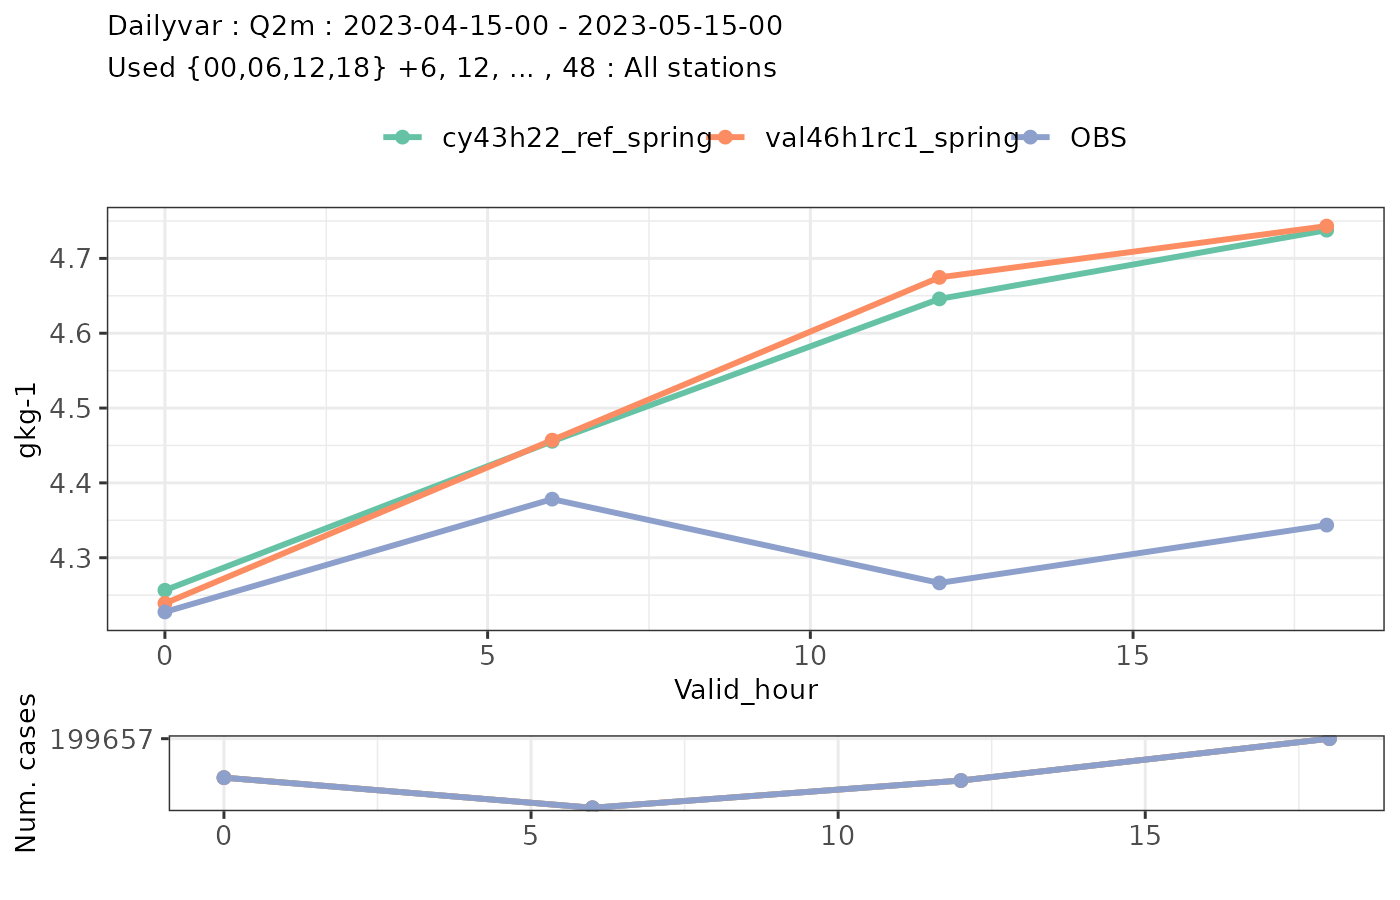 Dailyvar : Q2m : 2023-04-15-00 - 2023-05-15-00
Used {00,06,12,18} +6, 12, ... , 48 : All stations
cy43h22_ref_spring val46h1rc1_spring OBS
gkg-1
4.7
4.6
4.5
4.4
4.3
0 5 10 15
Valid_hour
Num. cases
199657
0 5 10 15